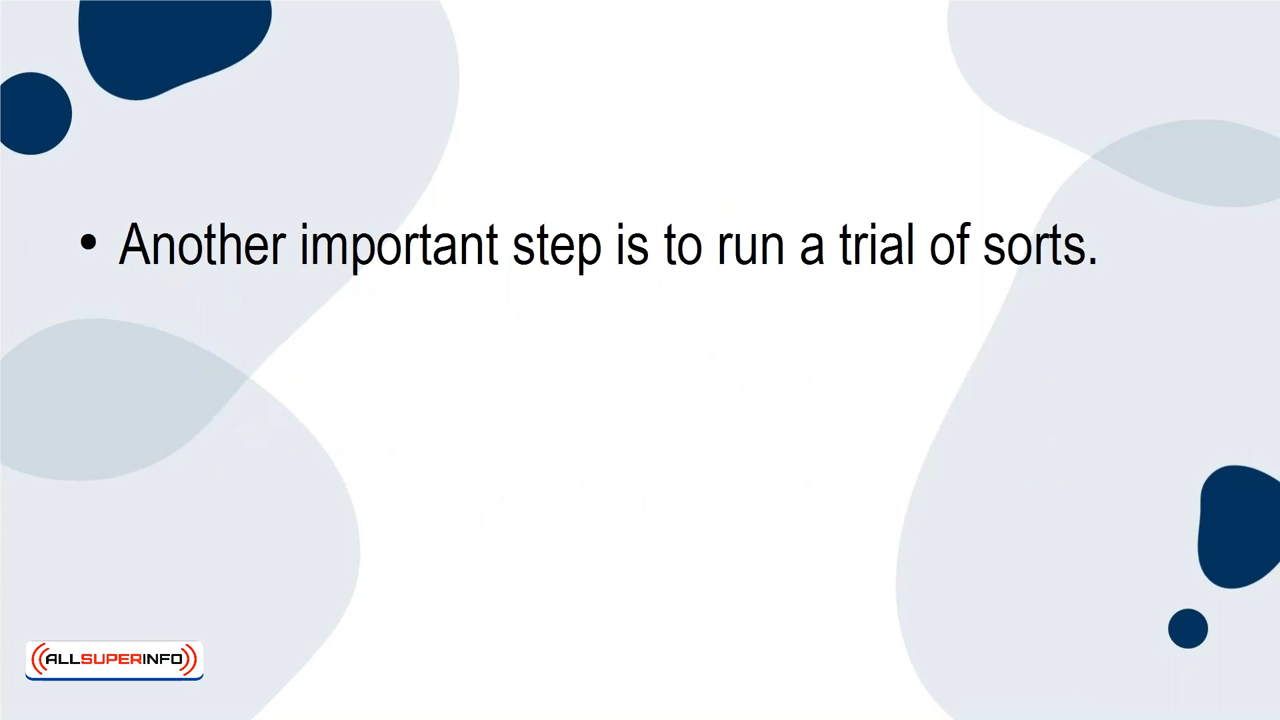 • Another important step is to run a trial of sorts.
ALLSUPERINFO